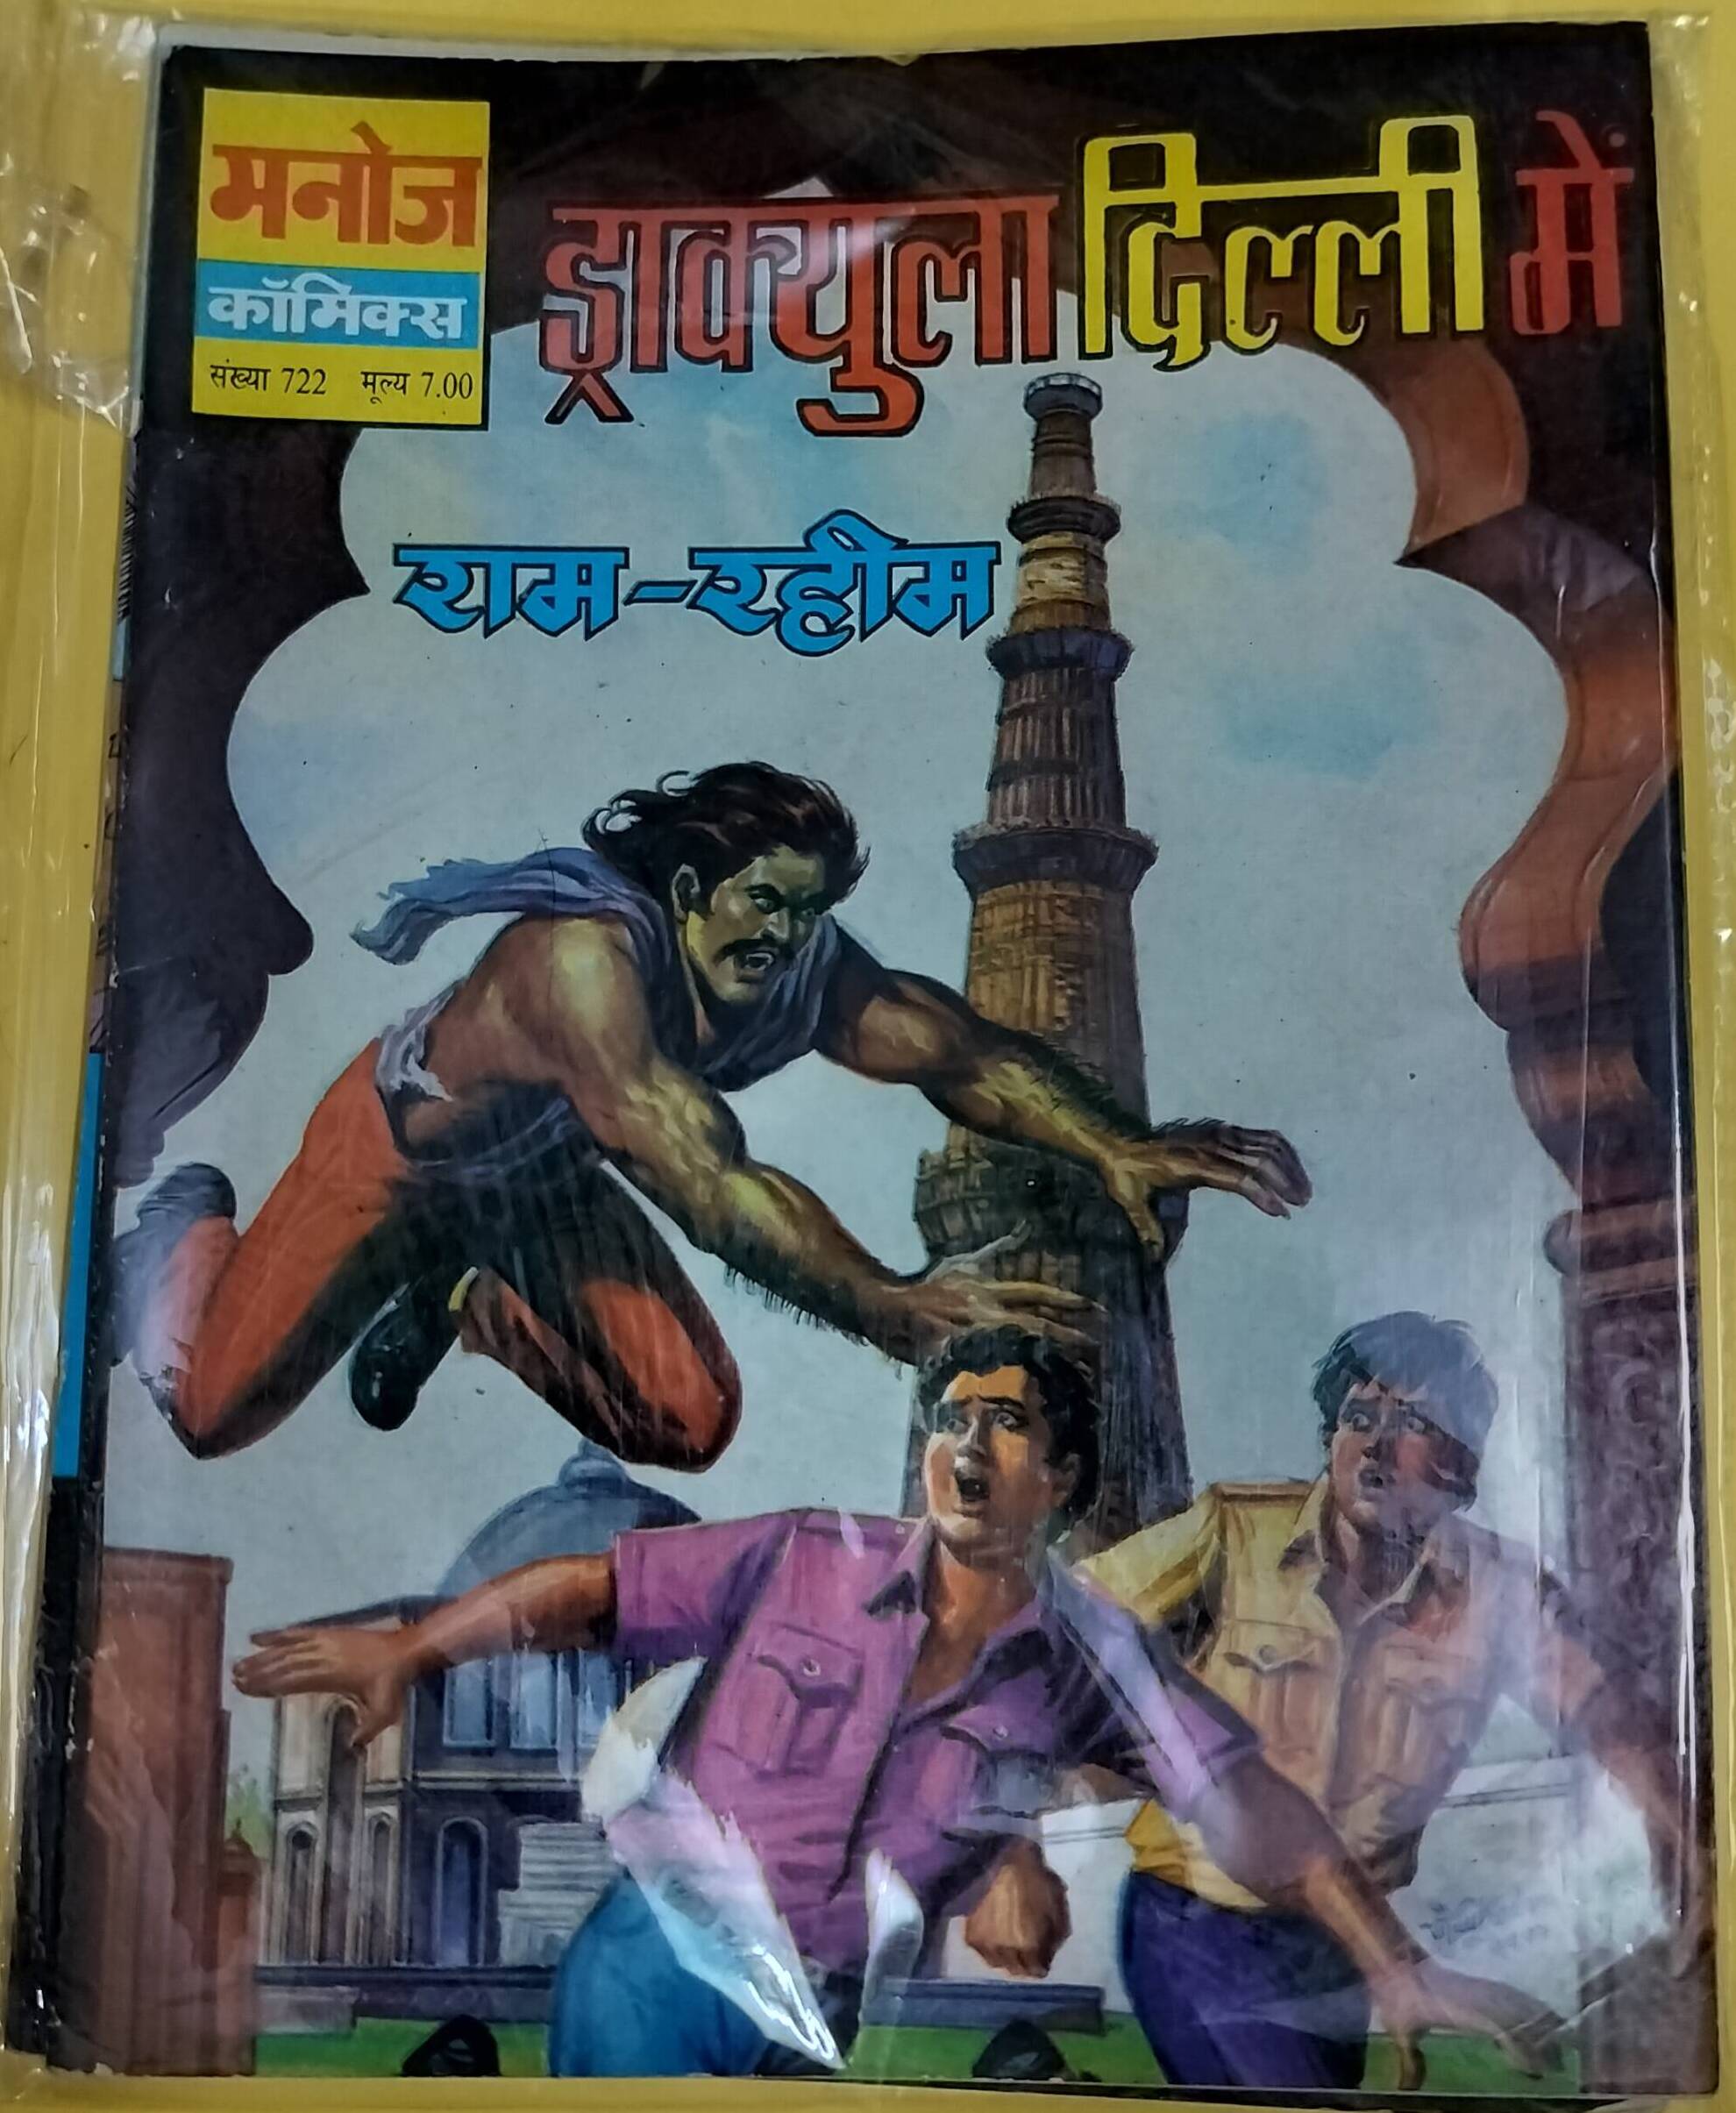 मनोज
कॉमिक्स
संख्या 722 मूल्य 7.00
ड्राक्युला दिल्ली में
राम-रहीम